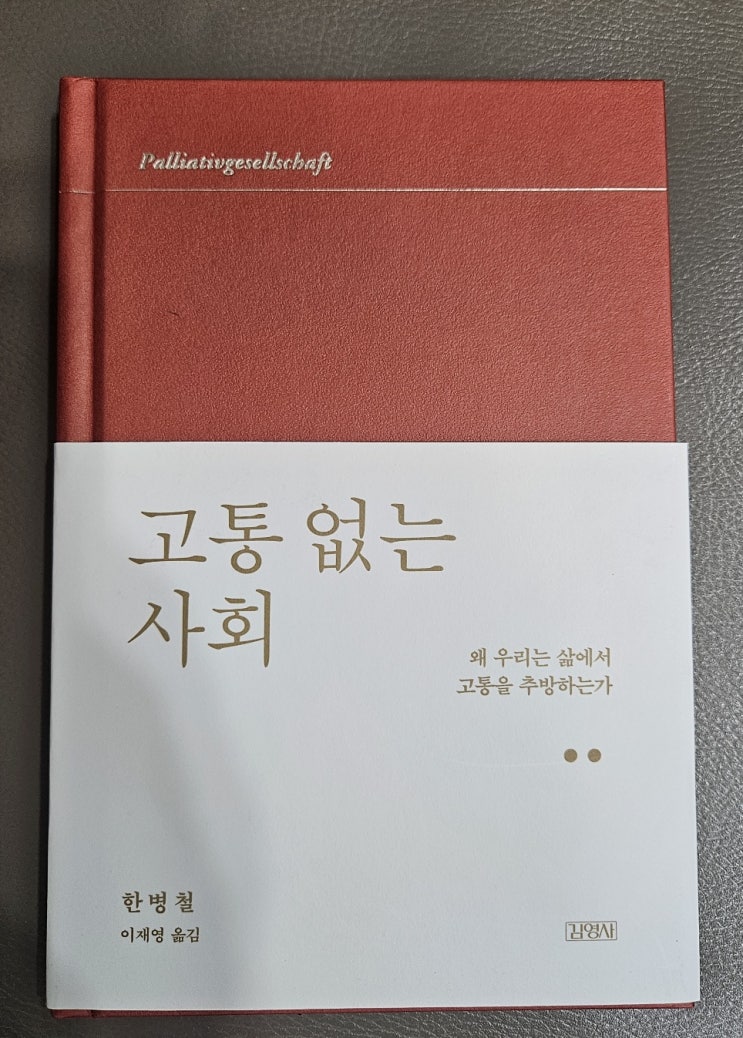 Palliativgesellschaft
고통 없는
사회
왜 우리는 삶에서
고통을 추방하는가
한병철
이재영 옮김
김영사